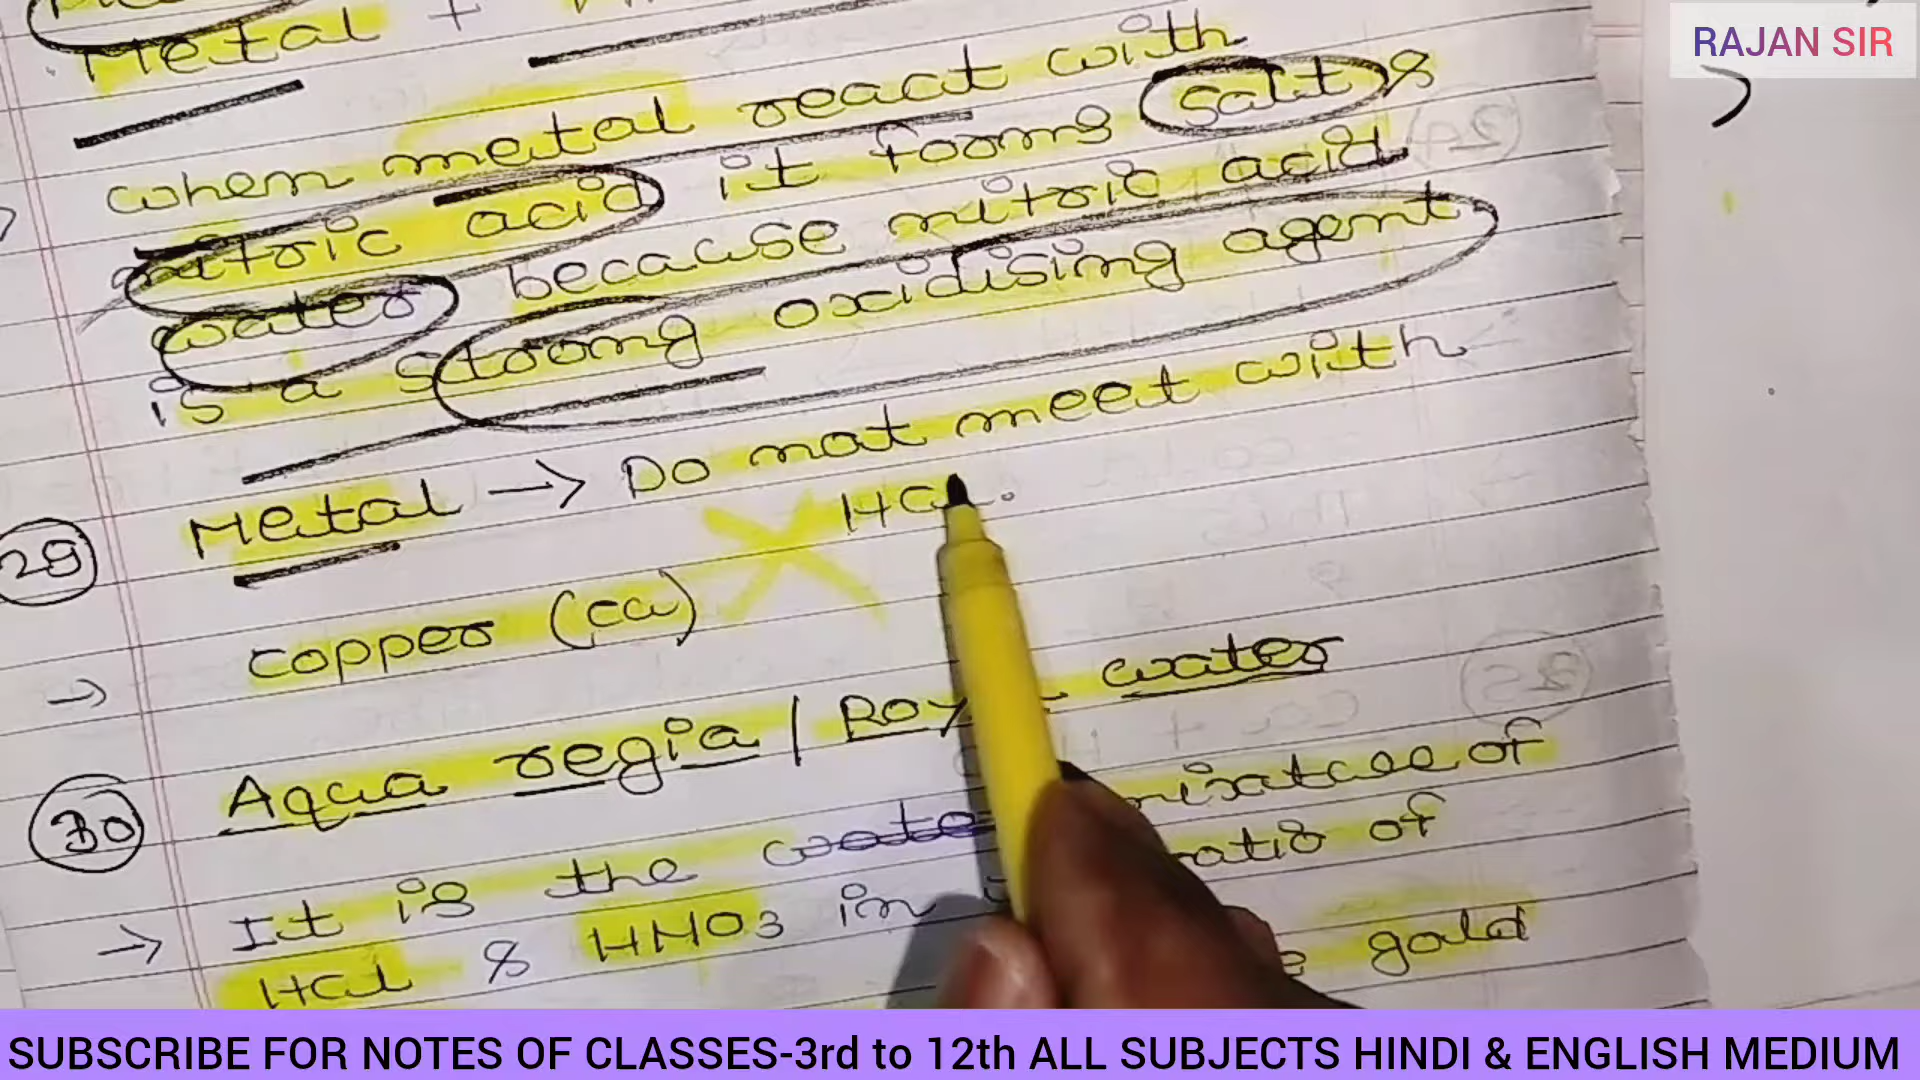 RAJAN SIR
Metal +
when metal react with
nitric acid it forms salt &
water because nitric acid
is a strong oxidising agent
29 Metal → Do not meet with
HCl.
→ copper (Cu)
30 Aqua regia / Roy water
→ It is the mixture of
HCl & HNO3 in ratio of
gold
SUBSCRIBE FOR NOTES OF CLASSES-3rd to 12th ALL SUBJECTS HINDI & ENGLISH MEDIUM